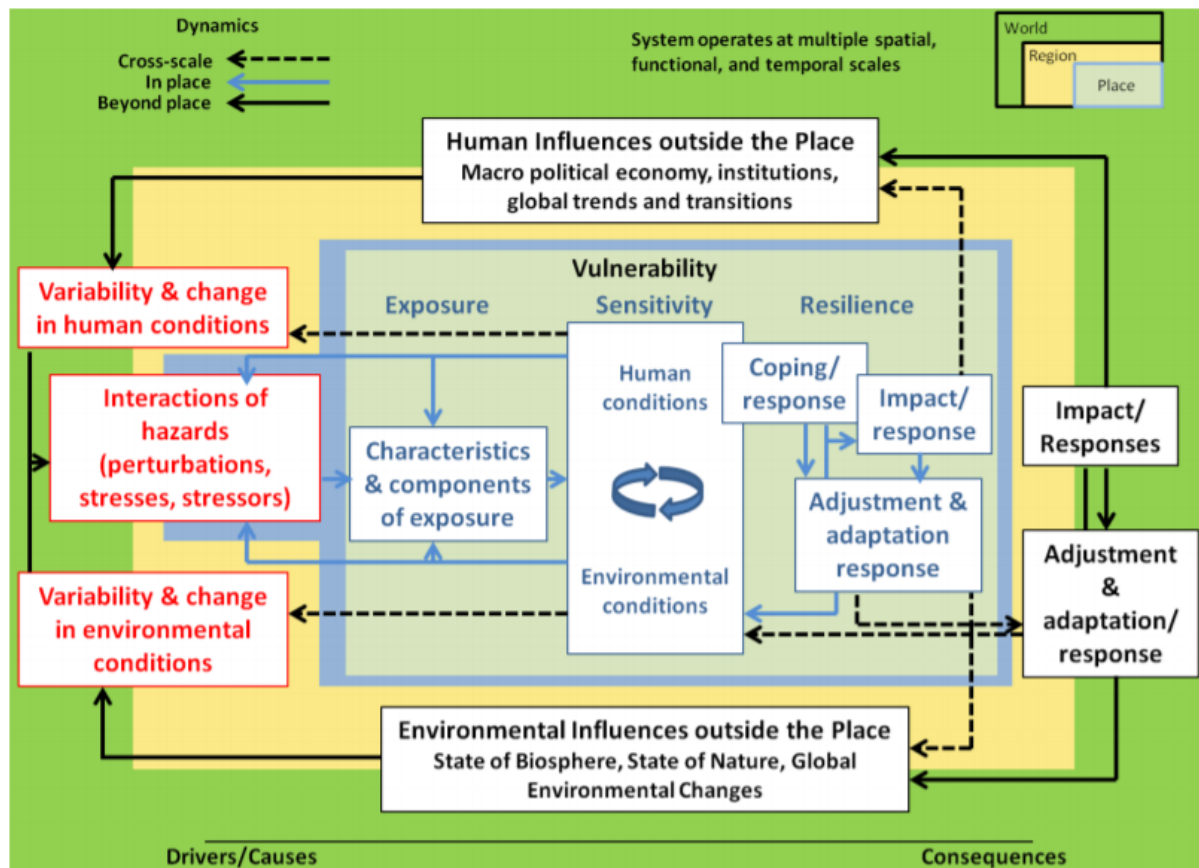 Dynamics
Cross-scale
In place
Beyond place
System operates at multiple spatial,
functional, and temporal scales
World
Region
Place
Human Influences outside the Place
Macro political economy, institutions,
global trends and transitions
Variability & change
in human conditions
Interactions of
hazards
(perturbations,
stresses, stressors)
Variability & change
in environmental
conditions
Vulnerability
Exposure
Sensitivity
Resilience
Characteristics
& components
of exposure
Human
conditions
Environmental
conditions
Coping/
response
Impact/
response
Adjustment &
adaptation
response
Impact/
Responses
Adjustment
&
adaptation/
response
Environmental Influences outside the Place
State of Biosphere, State of Nature, Global
Environmental Changes
Drivers/Causes
Consequences